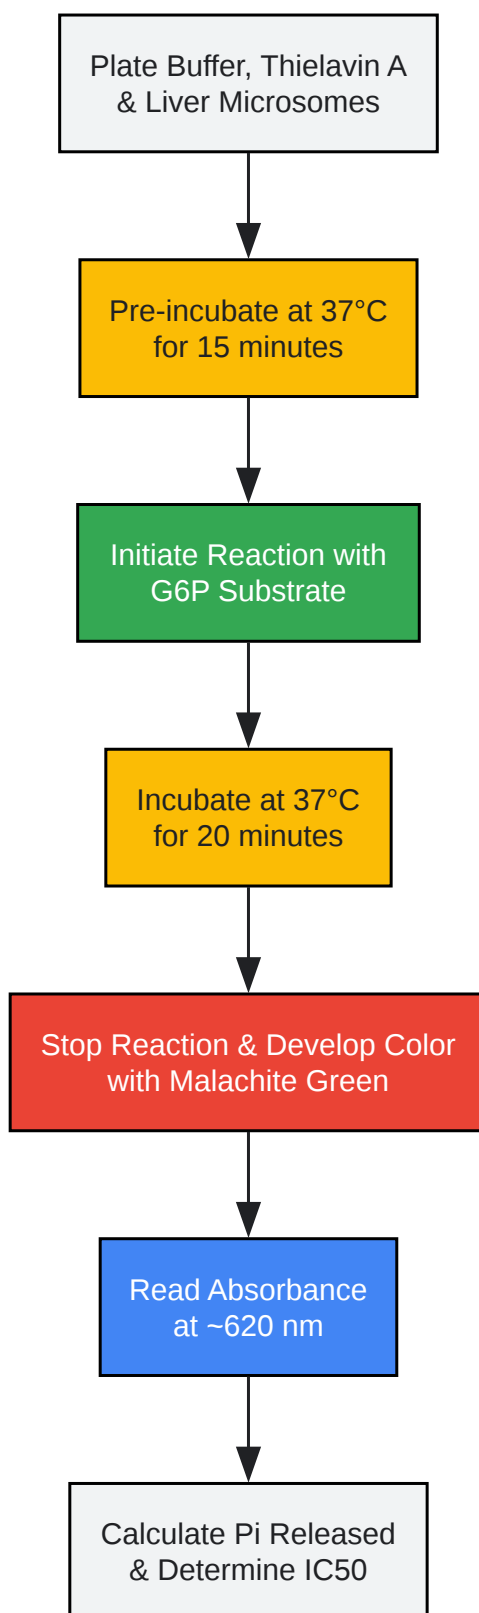 Plate Buffer, Thielavin A
& Liver Microsomes
Pre-incubate at 37°C
for 15 minutes
Initiate Reaction with
G6P Substrate
Incubate at 37°C
for 20 minutes
Stop Reaction & Develop Color
with Malachite Green
Read Absorbance
at ~620 nm
Calculate Pi Released
& Determine IC50